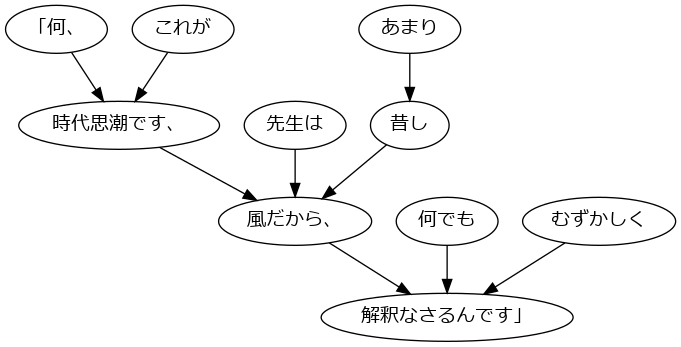 「何、
これが
あまり
時代思潮です、
先生は
昔し
風だから、
何でも
むずかしく
解釈なさるんです」